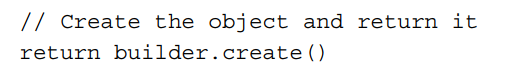 // Create the object and return it
return builder.create()